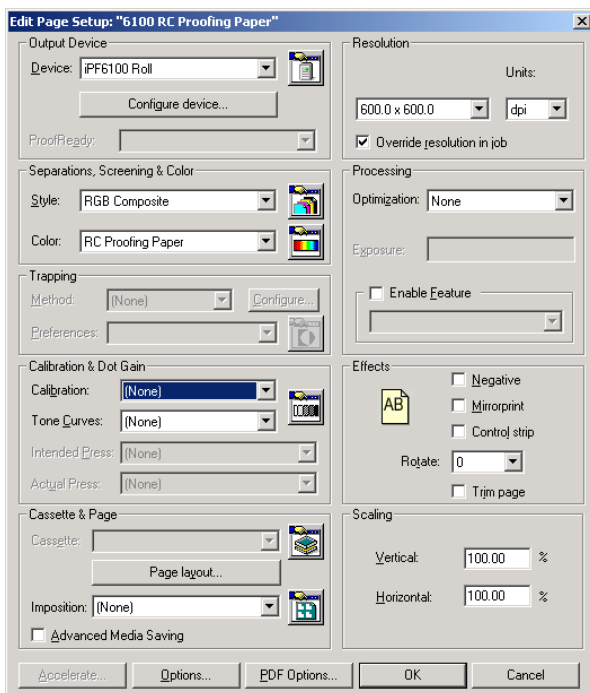 Edit Page Setup: "6100 RC Proofing Paper"
Output Device
Device: iPF6100 Roll
Configure device...
ProofReady:
Resolution
Units:
600.0 x 600.0 dpi
Override resolution in job
Separations, Screening & Color
Style: RGB Composite
Color: RC Proofing Paper
Processing
Optimization: None
Exposure:
Enable Feature
Trapping
Method: (None) Configure...
Preferences:
Calibration & Dot Gain
Calibration: (None)
Tone Curves: (None)
Intended Press: (None)
Actual Press: (None)
Effects
AB
Negative
Mirrorprint
Control strip
Rotate: 0
Trim page
Cassette & Page
Cassette:
Page layout...
Imposition: (None)
Advanced Media Saving
Scaling
Vertical: 100.00 %
Horizontal: 100.00 %
Accelerate... Options... PDF Options... OK Cancel